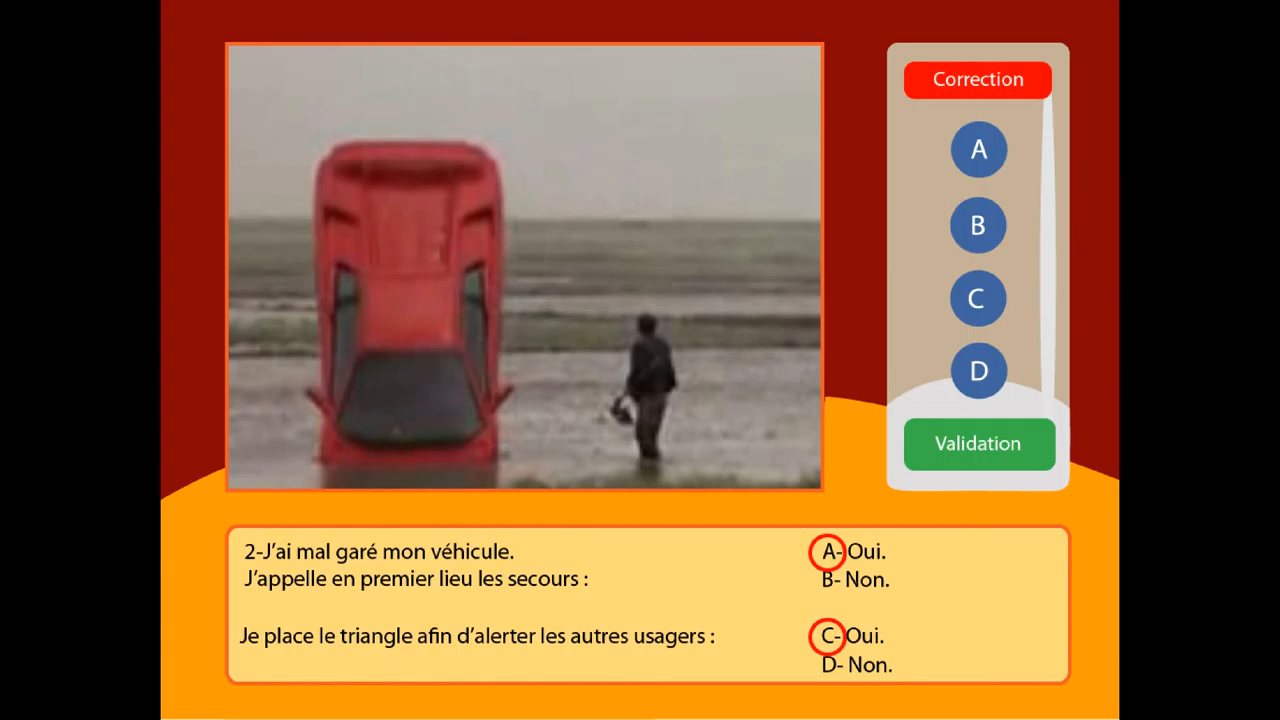 Correction
A
B
C
D
Validation
2-J'ai mal garé mon véhicule.
A- Oui.
J'appelle en premier lieu les secours :
B- Non.
Je place le triangle afin d'alerter les autres usagers :
C- Oui.
D- Non.